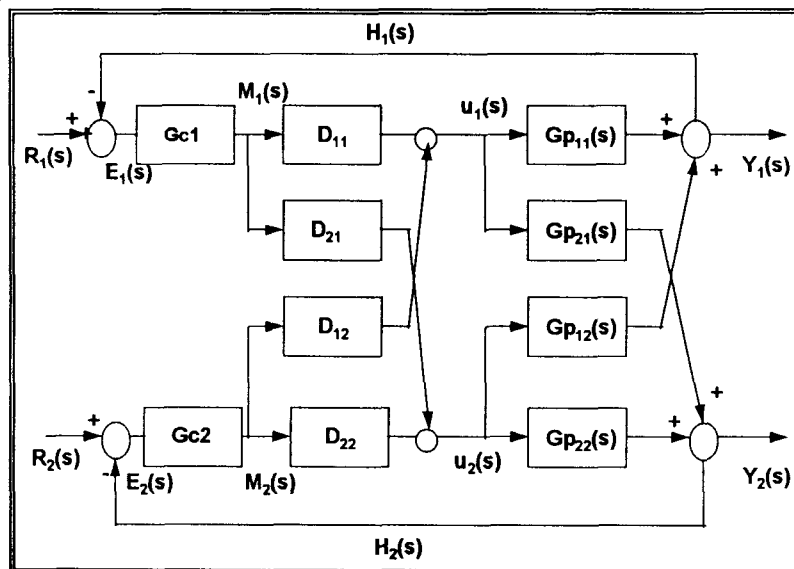 H₁(s)
-
M₁(s)
u₁(s)
+
Gc1
D₁₁
Gp₁₁(s)
+
R₁(s)
E₁(s)
+
Y₁(s)
D₂₁
Gp₂₁(s)
D₁₂
Gp₁₂(s)
+
+
Gc2
D₂₂
Gp₂₂(s)
+
R₂(s)
-
E₂(s)
M₂(s)
u₂(s)
Y₂(s)
H₂(s)